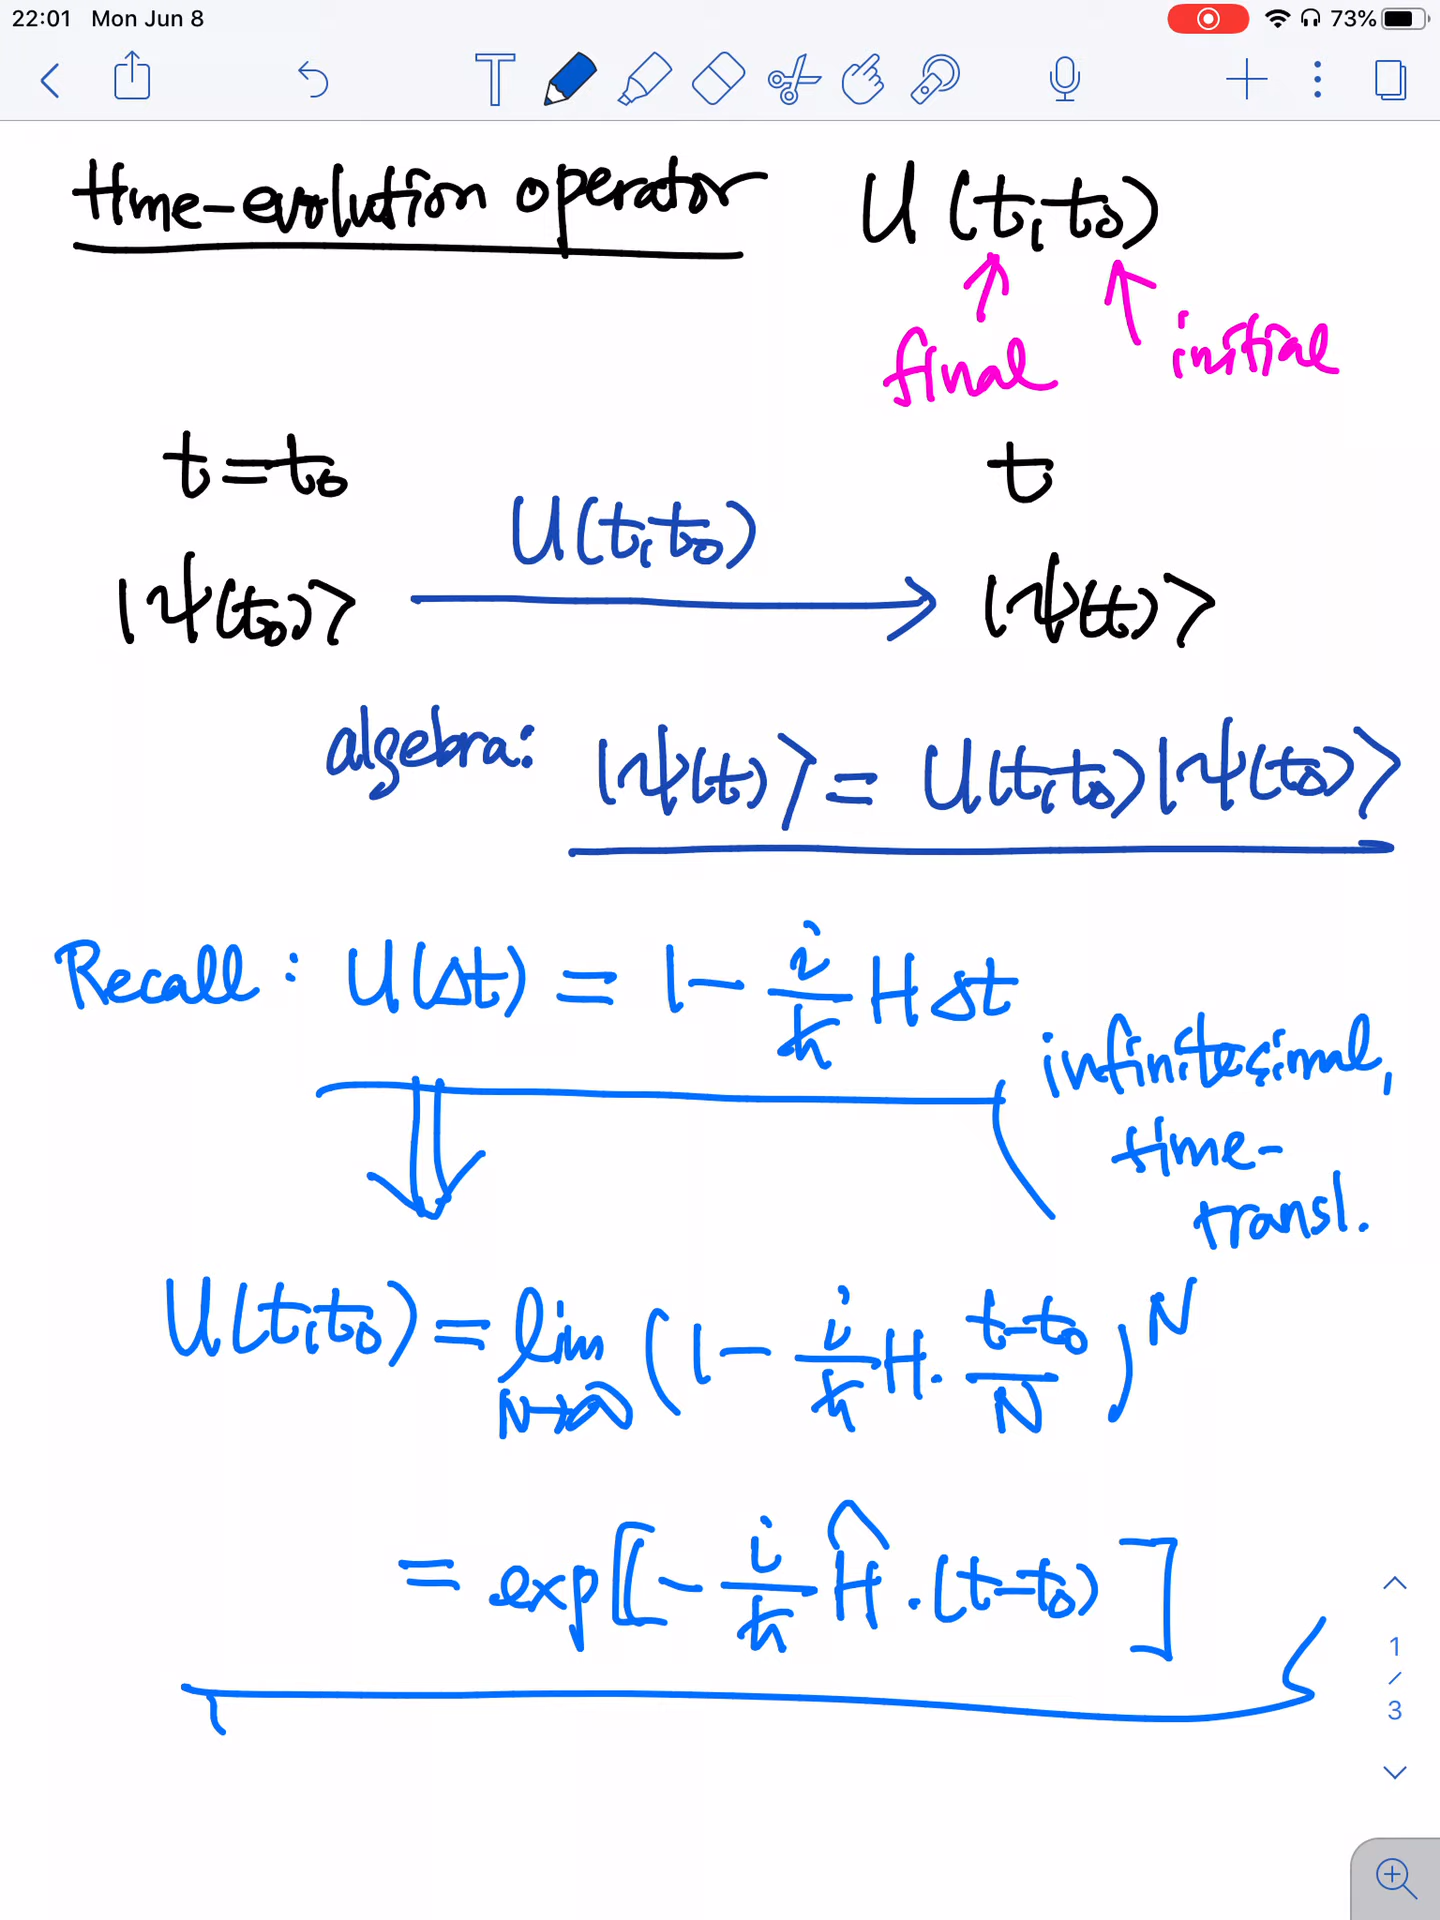 22:01 Mon Jun 8 73%
time-evolution operator U(t,t₀)
final initial
t=t₀ t
U(t,t₀)
|ψ(t₀)⟩ ⟶ |ψ(t)⟩
algebra: |ψ(t)⟩ = U(t,t₀)|ψ(t₀)⟩
Recall: U(Δt) = 1 - i/ħ H Δt
infinitesimal,
time-
transl.
U(t,t₀) = lim N→∞ (1 - i/ħ H · (t-t₀)/N)^N
= exp[-i/ħ Ĥ · (t-t₀)]
1
/
3